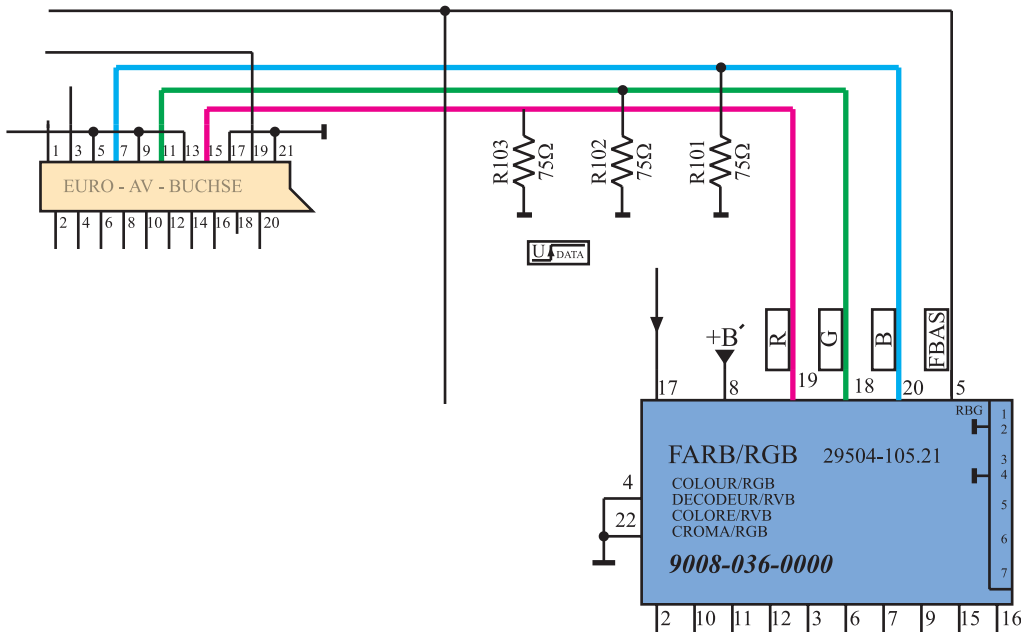 1 3 5 7 9 11 13 15 17 19 21
EURO - AV - BUCHSE
2 4 6 8 10 12 14 16 18 20
R103 75Ω
R102 75Ω
R101 75Ω
U DATA
+B′
R
G
B
FBAS
17 8 19 18 20 5
RBG
1
2
3
4
5
6
7
FARB/RGB 29504-105.21
COLOUR/RGB
DECODEUR/RVB
COLORE/RVB
CROMA/RGB
9008-036-0000
4
22
2 10 11 12 3 6 7 9 15 16